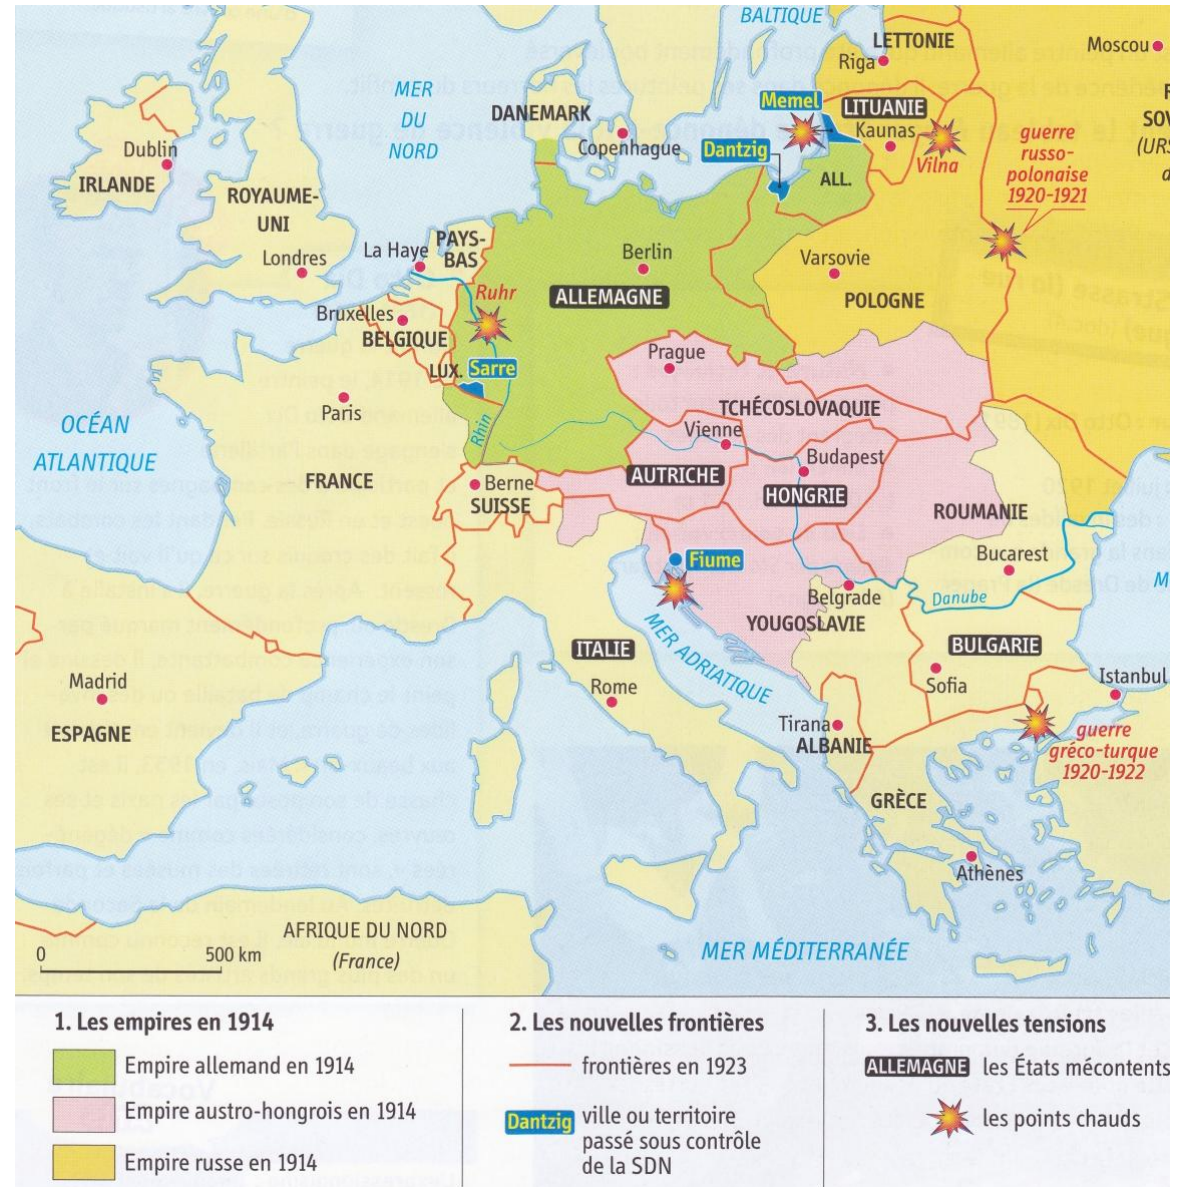 BALTIQUE
LETTONIE
Riga
Moscou
MER
DU
NORD
DANEMARK
Copenhague
Memel
LITUANIE
Kaunas
Vilna
Dantzig
ALL.
guerre
russo-
polonaise
1920-1921
SOV
(UR
Dublin
IRLANDE
ROYAUME-
UNI
Londres
La Haye
PAYS-
BAS
Berlin
ALLEMAGNE
Varsovie
POLOGNE
Ruhr
Bruxelles
BELGIQUE
LUX.
Sarre
Prague
TCHÉCOSLOVAQUIE
Paris
Rhin
Vienne
Budapest
OCÉAN
ATLANTIQUE
FRANCE
Berne
SUISSE
AUTRICHE
HONGRIE
ROUMANIE
Bucarest
Fiume
Belgrade
Danube
YOUGOSLAVIE
M
ITALIE
MER ADRIATIQUE
BULGARIE
Sofia
Istanbul
Madrid
ESPAGNE
Rome
Tirana
ALBANIE
guerre
gréco-turque
1920-1922
GRÈCE
Athènes
AFRIQUE DU NORD
(France)
MER MÉDITERRANÉE
0 500 km
1. Les empires en 1914
Empire allemand en 1914
Empire austro-hongrois en 1914
Empire russe en 1914
2. Les nouvelles frontières
frontières en 1923
Dantzig ville ou territoire
passé sous contrôle
de la SDN
3. Les nouvelles tensions
ALLEMAGNE les États mécontents
les points chauds